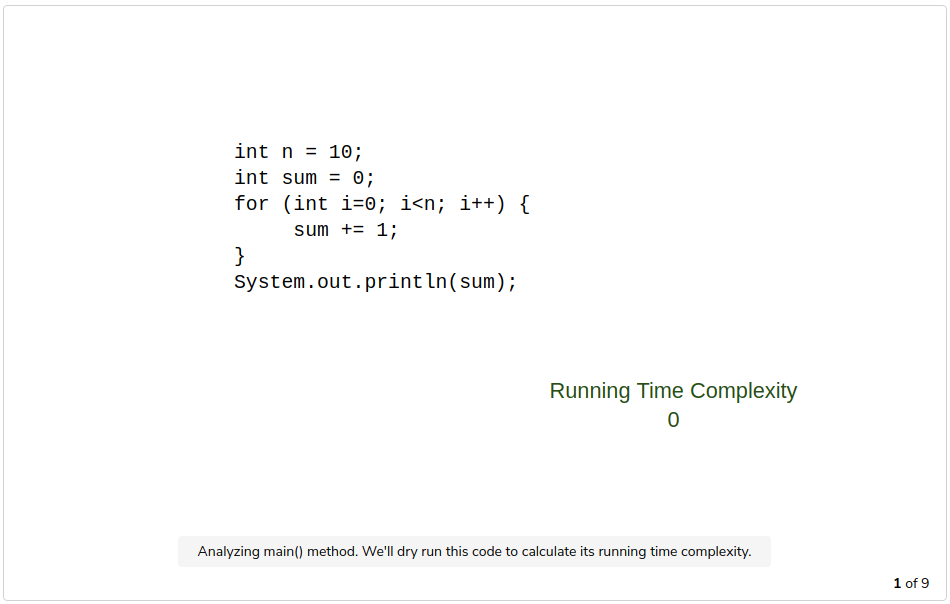 int n = 10;
int sum = 0;
for (int i=0; i<n; i++) {
     sum += 1;
}
System.out.println(sum);
Running Time Complexity
0
Analyzing main() method. We'll dry run this code to calculate its running time complexity.
1 of 9